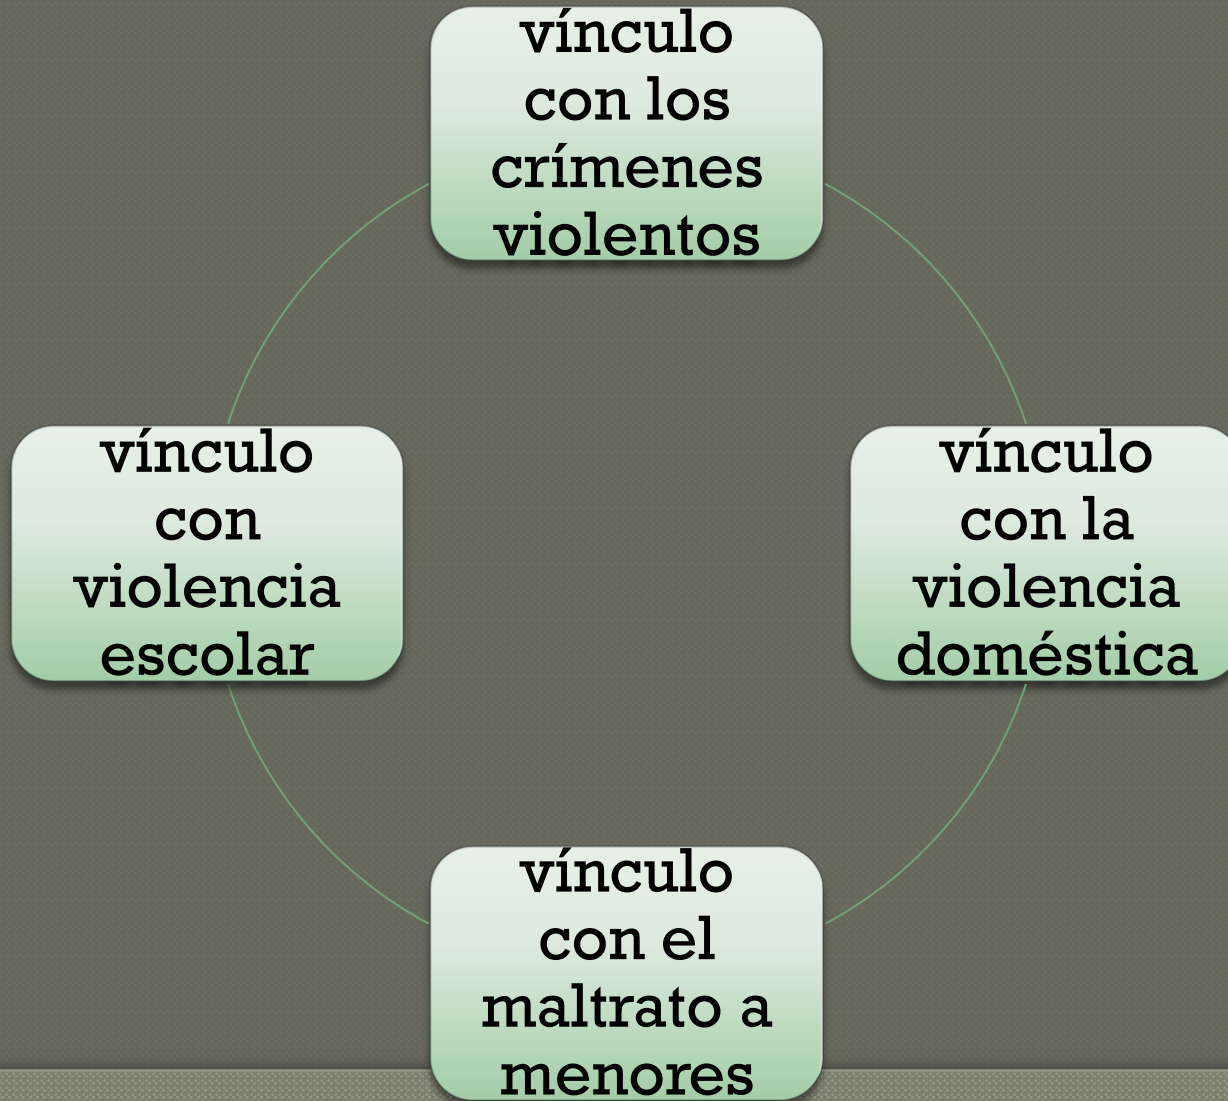 vínculo
con los
crímenes
violentos
vínculo
con la
violencia
doméstica
vínculo
con el
maltrato a
menores
vínculo
con
violencia
escolar